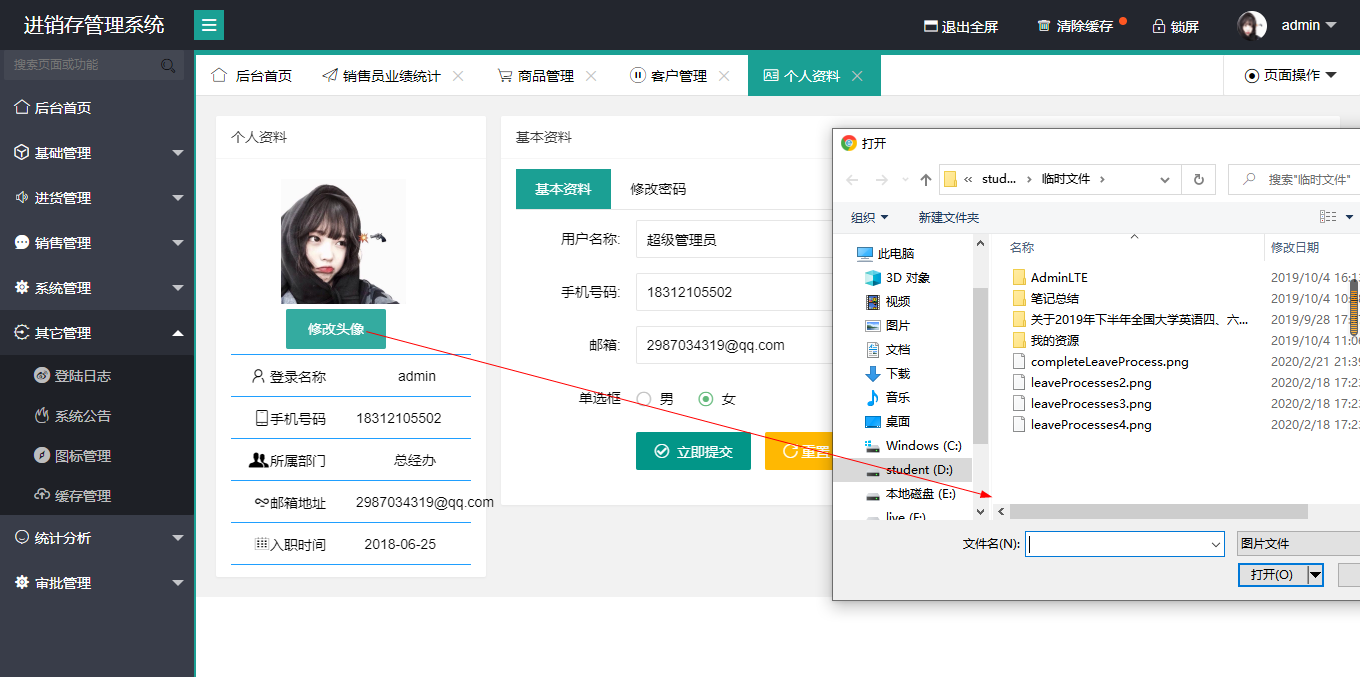 进销存管理系统
退出全屏
清除缓存
锁屏
admin
搜索页面或功能
后台首页
基础管理
进货管理
销售管理
系统管理
其它管理
登陆日志
系统公告
图标管理
缓存管理
统计分析
审批管理
后台首页
销售员业绩统计
商品管理
客户管理
个人资料
页面操作
个人资料
修改头像
登录名称 admin
手机号码 18312105502
所属部门 总经办
邮箱地址 2987034319@qq.com
入职时间 2018-06-25
基本资料
基本资料 修改密码
用户名称: 超级管理员
手机号码: 18312105502
邮箱: 2987034319@qq.com
单选框 男 女
立即提交 重置
打开
« stud... › 临时文件 ›
搜索"临时文件"
组织 新建文件夹
此电脑
3D 对象
视频
图片
文档
下载
音乐
桌面
Windows (C:)
student (D:)
本地磁盘 (E:)
live (F:)
名称 修改日期
AdminLTE 2019/10/4 16:1
笔记总结 2019/10/4 10:
关于2019年下半年全国大学英语四、六... 2019/9/28 17:
我的资源 2019/10/4 11:0
completeLeaveProcess.png 2020/2/21 21:39
leaveProcesses2.png 2020/2/18 17:23
leaveProcesses3.png 2020/2/18 17:23
leaveProcesses4.png 2020/2/18 17:23
文件名(N): 图片文件
打开(O)